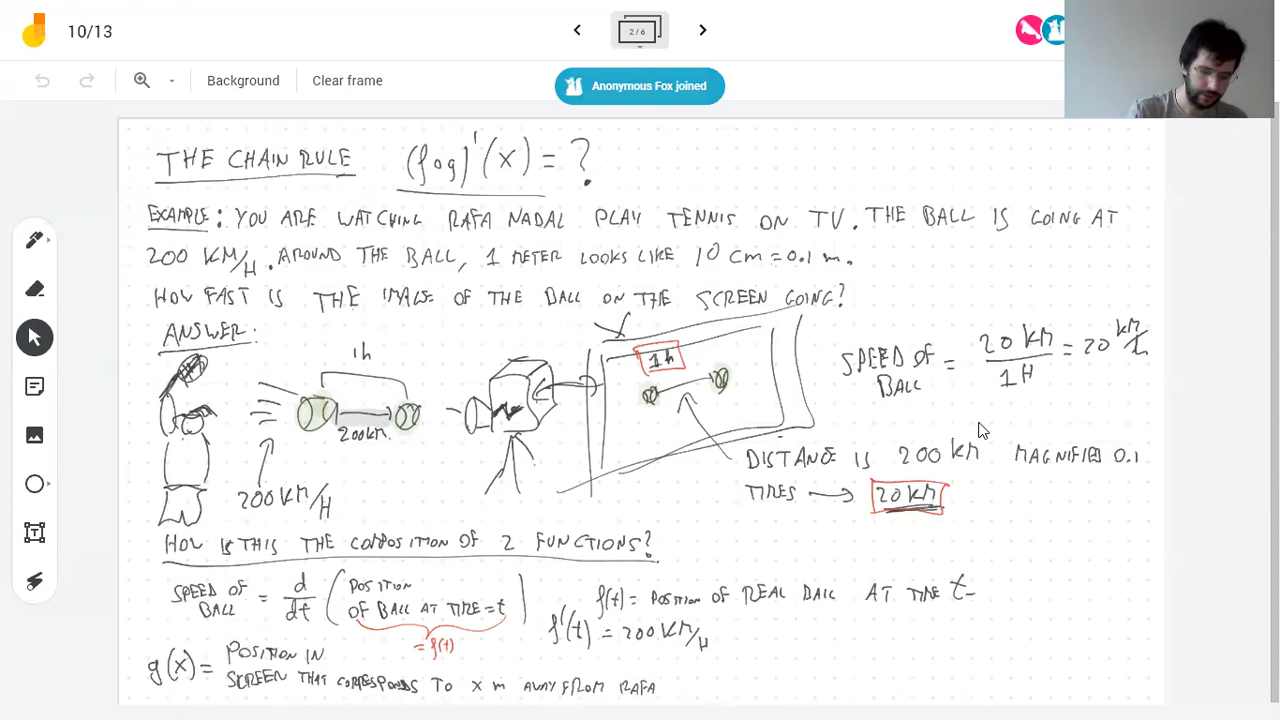 10/13
2/6
Background
Clear frame
Anonymous Fox joined
THE CHAIN RULE (fog)'(x) = ?
EXAMPLE: YOU ARE WATCHING RAFA NADAL PLAY TENNIS ON TV. THE BALL IS GOING AT
200 KM/H. AROUND THE BALL, 1 METER LOOKS LIKE 10 cm = 0.1 m.
HOW FAST IS THE IMAGE OF THE BALL ON THE SCREEN GOING?
ANSWER:
1h
200km.
200 KM/H
1h
SPEED OF BALL = 20 KM / 1 H = 20 km/h
DISTANCE IS 200 km MAGNIFIED 0.1
TIMES → 20 KM
HOW IS THIS THE COMPOSITION OF 2 FUNCTIONS?
SPEED OF BALL = d/dt (POSITION
OF BALL AT TIME = t)
= f(t)
f(t) = POSITION OF REAL BALL AT TIME t
f'(t) = 200 KM/H
g(x) = POSITION IN
SCREEN THAT CORRESPONDS TO x m AWAY FROM RAFA